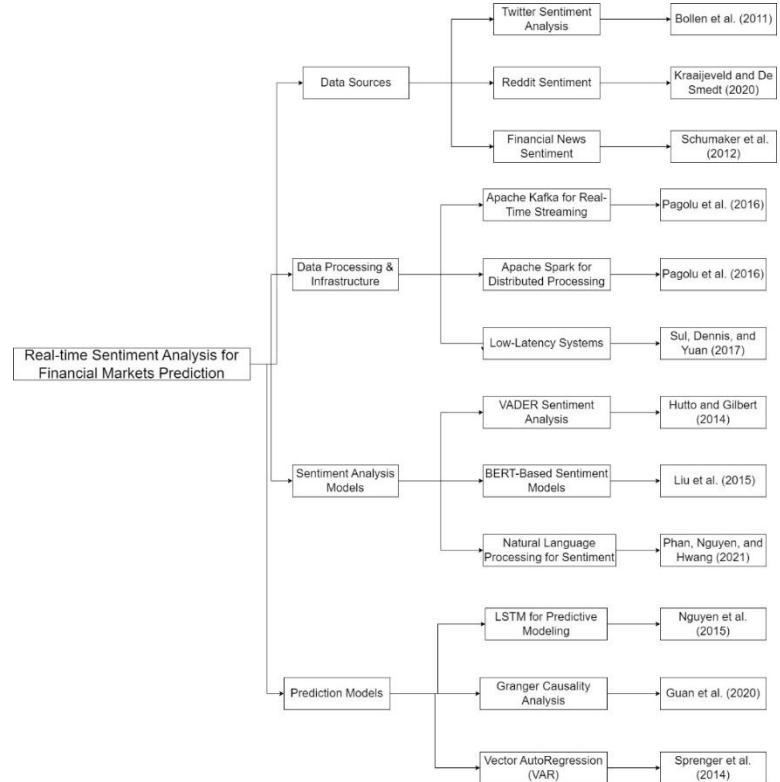 Twitter Sentiment
Analysis
Bollen et al. (2011)
Data Sources
Reddit Sentiment
Kraaijeveld and De
Smedt (2020)
Financial News
Sentiment
Schumaker et al.
(2012)
Apache Kafka for Real-
Time Streaming
Pagolu et al. (2016)
Data Processing &
Infrastructure
Apache Spark for
Distributed Processing
Pagolu et al. (2016)
Low-Latency Systems
Sul, Dennis, and
Yuan (2017)
Real-time Sentiment Analysis for
Financial Markets Prediction
VADER Sentiment
Analysis
Hutto and Gilbert
(2014)
Sentiment Analysis
Models
BERT-Based Sentiment
Models
Liu et al. (2015)
Natural Language
Processing for Sentiment
Phan, Nguyen, and
Hwang (2021)
LSTM for Predictive
Modeling
Nguyen et al.
(2015)
Prediction Models
Granger Causality
Analysis
Guan et al. (2020)
Vector AutoRegression
(VAR)
Sprenger et al.
(2014)